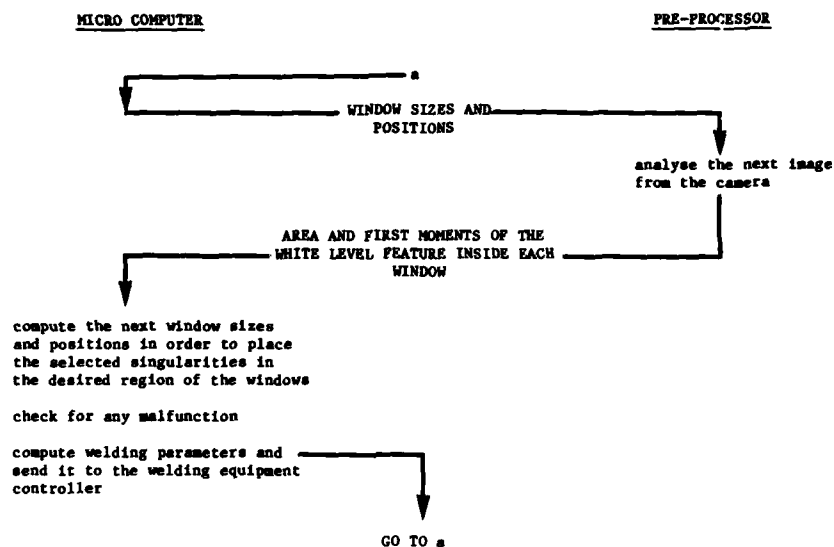 MICRO COMPUTER
PRE-PROCESSOR
a
WINDOW SIZES AND
POSITIONS
analyse the next image
from the camera
AREA AND FIRST MOMENTS OF THE
WHITE LEVEL FEATURE INSIDE EACH
WINDOW
compute the next window sizes
and positions in order to place
the selected singularities in
the desired region of the windows
check for any malfunction
compute welding parameters and
send it to the welding equipment
controller
GO TO a